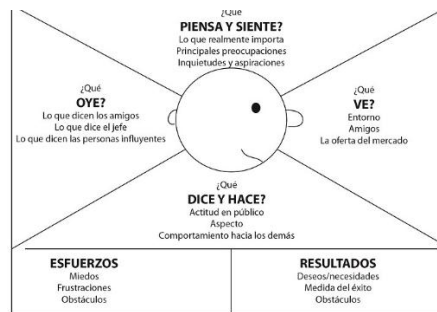 ¿Qué
PIENSA Y SIENTE?
Lo que realmente importa
Principales preocupaciones
Inquietudes y aspiraciones
¿Qué
OYE?
Lo que dicen los amigos
Lo que dice el jefe
Lo que dicen las personas influyentes
¿Qué
VE?
Entorno
Amigos
La oferta del mercado
¿Qué
DICE Y HACE?
Actitud en público
Aspecto
Comportamiento hacia los demás
ESFUERZOS
Miedos
Frustraciones
Obstáculos
RESULTADOS
Deseos/necesidades
Medida del éxito
Obstáculos